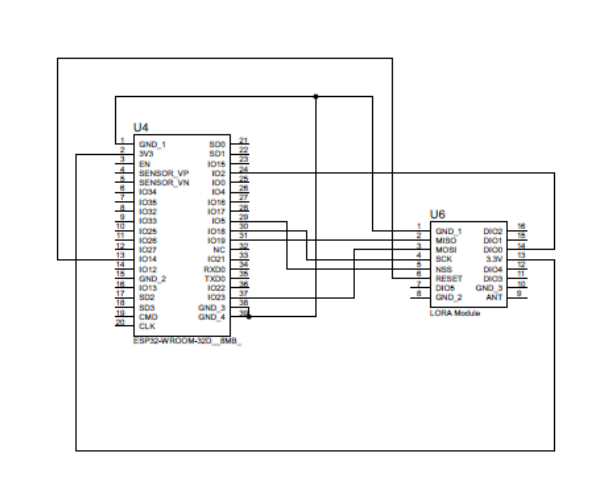 U4
1 GND_1 SD0 21
2 3V3 SD1 22
3 EN IO15 23
4 SENSOR_VP IO2 24
5 SENSOR_VN IO0 25
6 IO34 IO4 26
7 IO35 IO16 27
8 IO32 IO17 28
9 IO33 IO5 29
10 IO25 IO18 30
11 IO26 IO19 31
12 IO27 NC 32
13 IO14 IO21 33
14 IO12 RXD0 34
15 GND_2 TXD0 35
16 IO13 IO22 36
17 SD2 IO23 37
18 SD3 GND_3 38
19 CMD GND_4 39
20 CLK
ESP32-WROOM-32D__8MB_
U6
1 GND_1 DIO2 16
2 MISO DIO1 15
3 MOSI DIO0 14
4 SCK 3.3V 13
5 NSS DIO4 12
6 RESET DIO3 11
7 DIO5 GND_3 10
8 GND_2 ANT 9
LORA Module